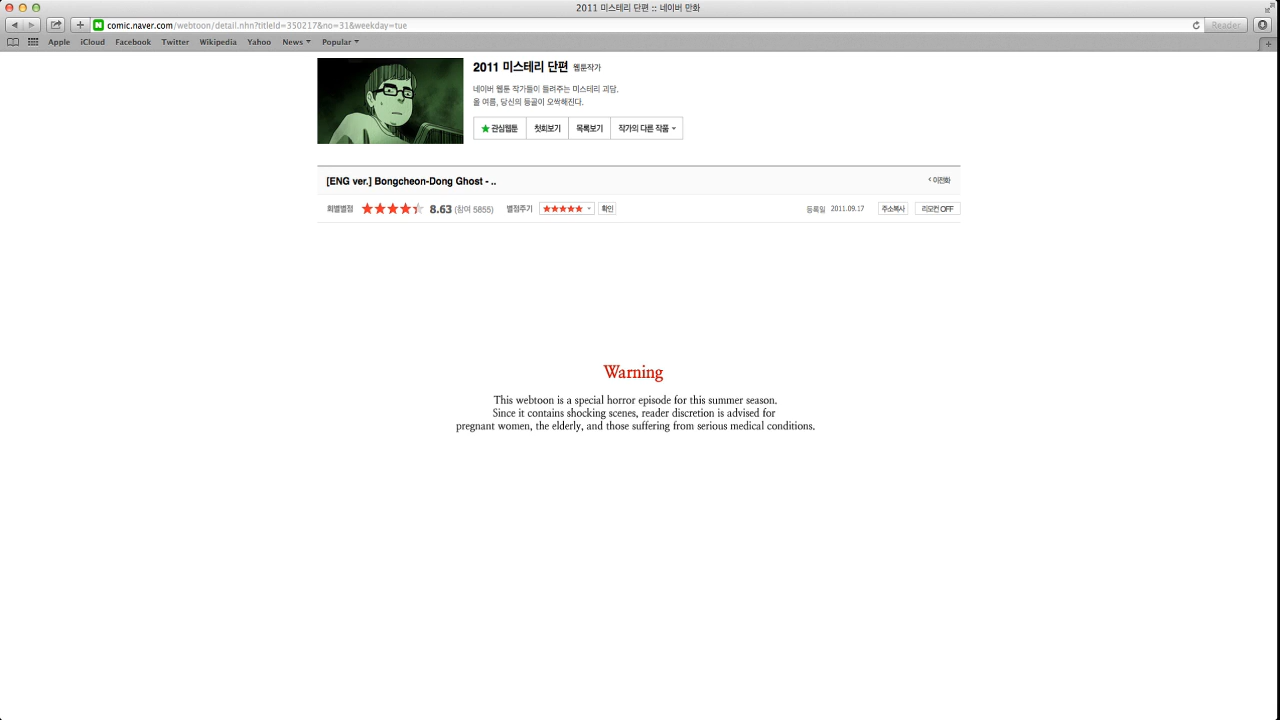 2011 미스테리 단편 :: 네이버 만화
comic.naver.com/webtoon/detail.nhn?titleId=350217&no=31&weekday=tue
Reader
Apple iCloud Facebook Twitter Wikipedia Yahoo News Popular
2011 미스테리 단편 웹툰작가
네이버 웹툰 작가들이 들려주는 미스테리 괴담.
올 여름, 당신의 등골이 오싹해진다.
관심웹툰 첫회보기 목록보기 작가의 다른 작품
[ENG ver.] Bongcheon-Dong Ghost - ..
이전화
회별별점 8.63 (참여 5855) 별점주기 확인 등록일 2011.09.17 주소복사 리모컨 OFF
Warning
This webtoon is a special horror episode for this summer season.
Since it contains shocking scenes, reader discretion is advised for
pregnant women, the elderly, and those suffering from serious medical conditions.